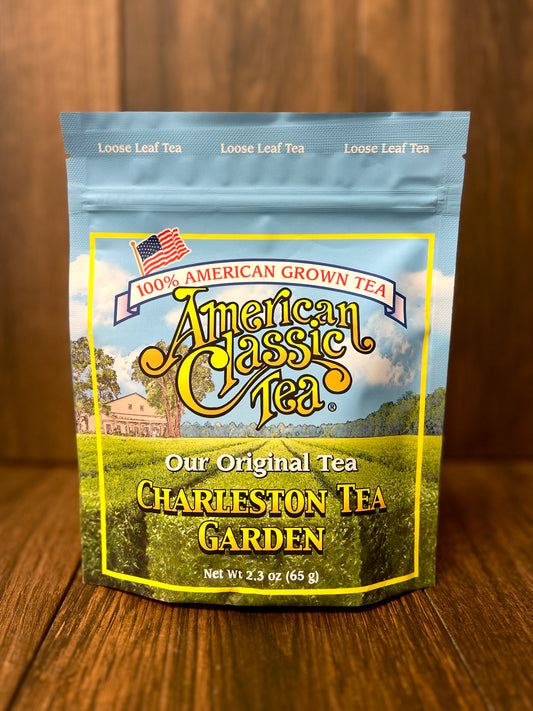 Loose Leaf Tea Loose Leaf Tea Loose Leaf Tea
100% AMERICAN GROWN TEA
American
Classic
Tea®
Our Original Tea
CHARLESTON TEA
GARDEN
Net Wt 2.3 oz (65 g)